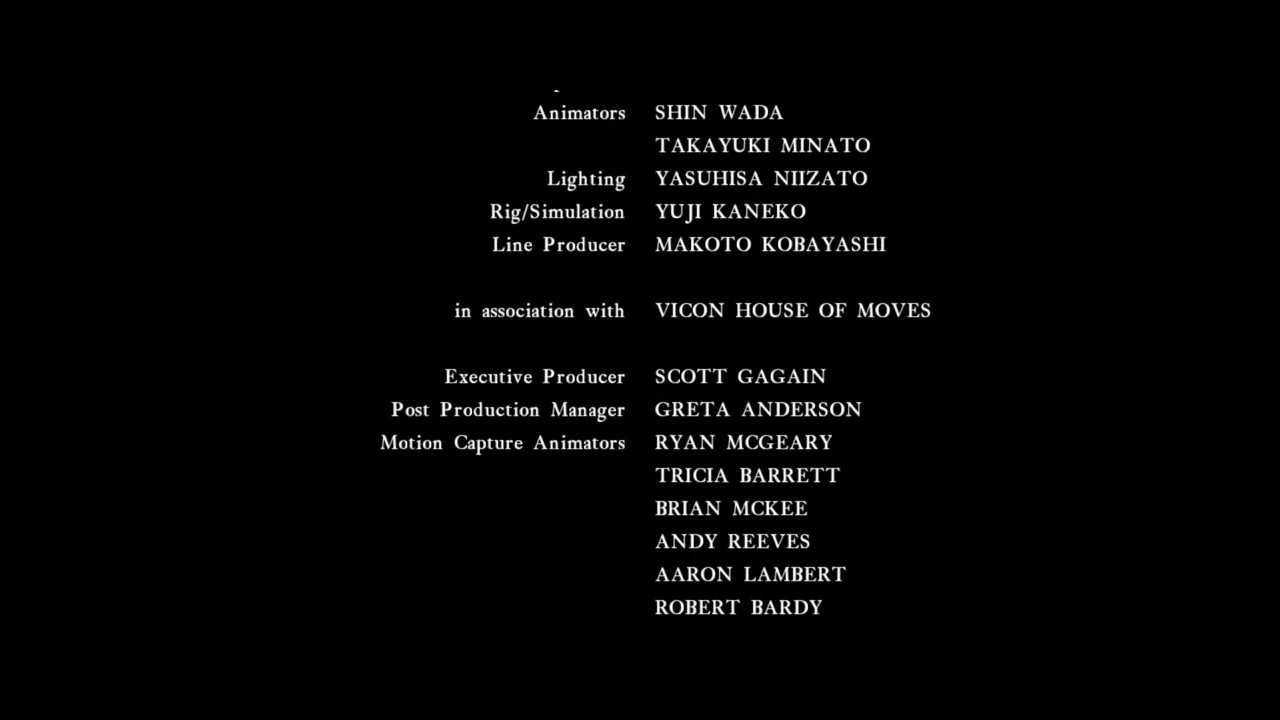 Animators SHIN WADA
TAKAYUKI MINATO
Lighting YASUHISA NIIZATO
Rig/Simulation YUJI KANEKO
Line Producer MAKOTO KOBAYASHI
in association with VICON HOUSE OF MOVES
Executive Producer SCOTT GAGAIN
Post Production Manager GRETA ANDERSON
Motion Capture Animators RYAN MCGEARY
TRICIA BARRETT
BRIAN MCKEE
ANDY REEVES
AARON LAMBERT
ROBERT BARDY